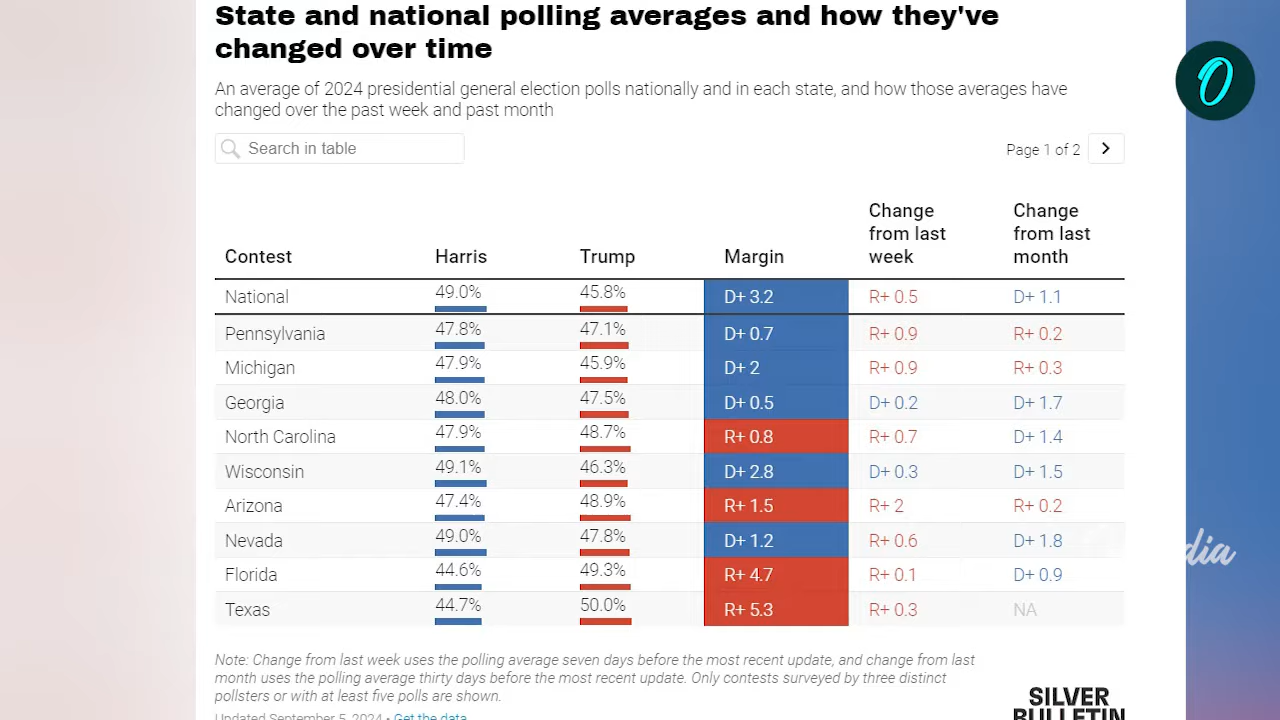 State and national polling averages and how they've
changed over time
An average of 2024 presidential general election polls nationally and in each state, and how those averages have
changed over the past week and past month
Search in table
Page 1 of 2 >
Contest Harris Trump Margin Change from last week Change from last month
National 49.0% 45.8% D+ 3.2 R+ 0.5 D+ 1.1
Pennsylvania 47.8% 47.1% D+ 0.7 R+ 0.9 R+ 0.2
Michigan 47.9% 45.9% D+ 2 R+ 0.9 R+ 0.3
Georgia 48.0% 47.5% D+ 0.5 D+ 0.2 D+ 1.7
North Carolina 47.9% 48.7% R+ 0.8 R+ 0.7 D+ 1.4
Wisconsin 49.1% 46.3% D+ 2.8 D+ 0.3 D+ 1.5
Arizona 47.4% 48.9% R+ 1.5 R+ 2 R+ 0.2
Nevada 49.0% 47.8% D+ 1.2 R+ 0.6 D+ 1.8
Florida 44.6% 49.3% R+ 4.7 R+ 0.1 D+ 0.9
Texas 44.7% 50.0% R+ 5.3 R+ 0.3 NA
Note: Change from last week uses the polling average seven days before the most recent update, and change from last
month uses the polling average thirty days before the most recent update. Only contests surveyed by three distinct
pollsters or with at least five polls are shown.
Updated September 5, 2024 • Get the data
SILVER
BULLETIN
O